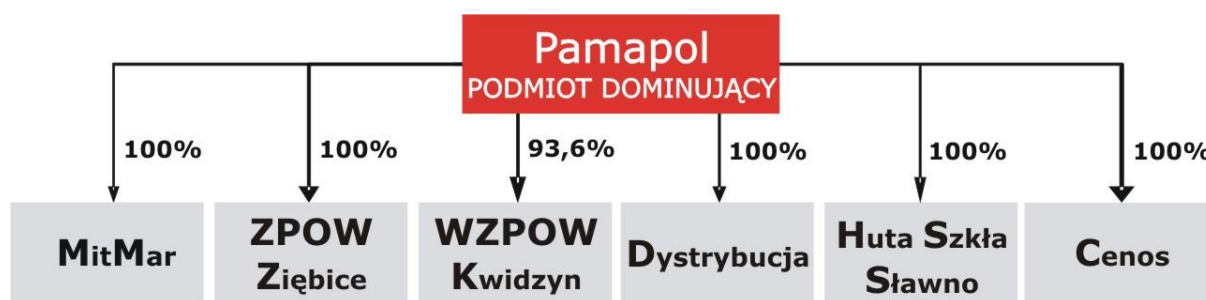 Pamapol
PODMIOT DOMINUJĄCY
100%
100%
93,6%
100%
100%
100%
MitMar
ZPOW
Ziębice
WZPOW
Kwidzyn
Dystrybucja
Huta Szkła
Sławno
Cenos